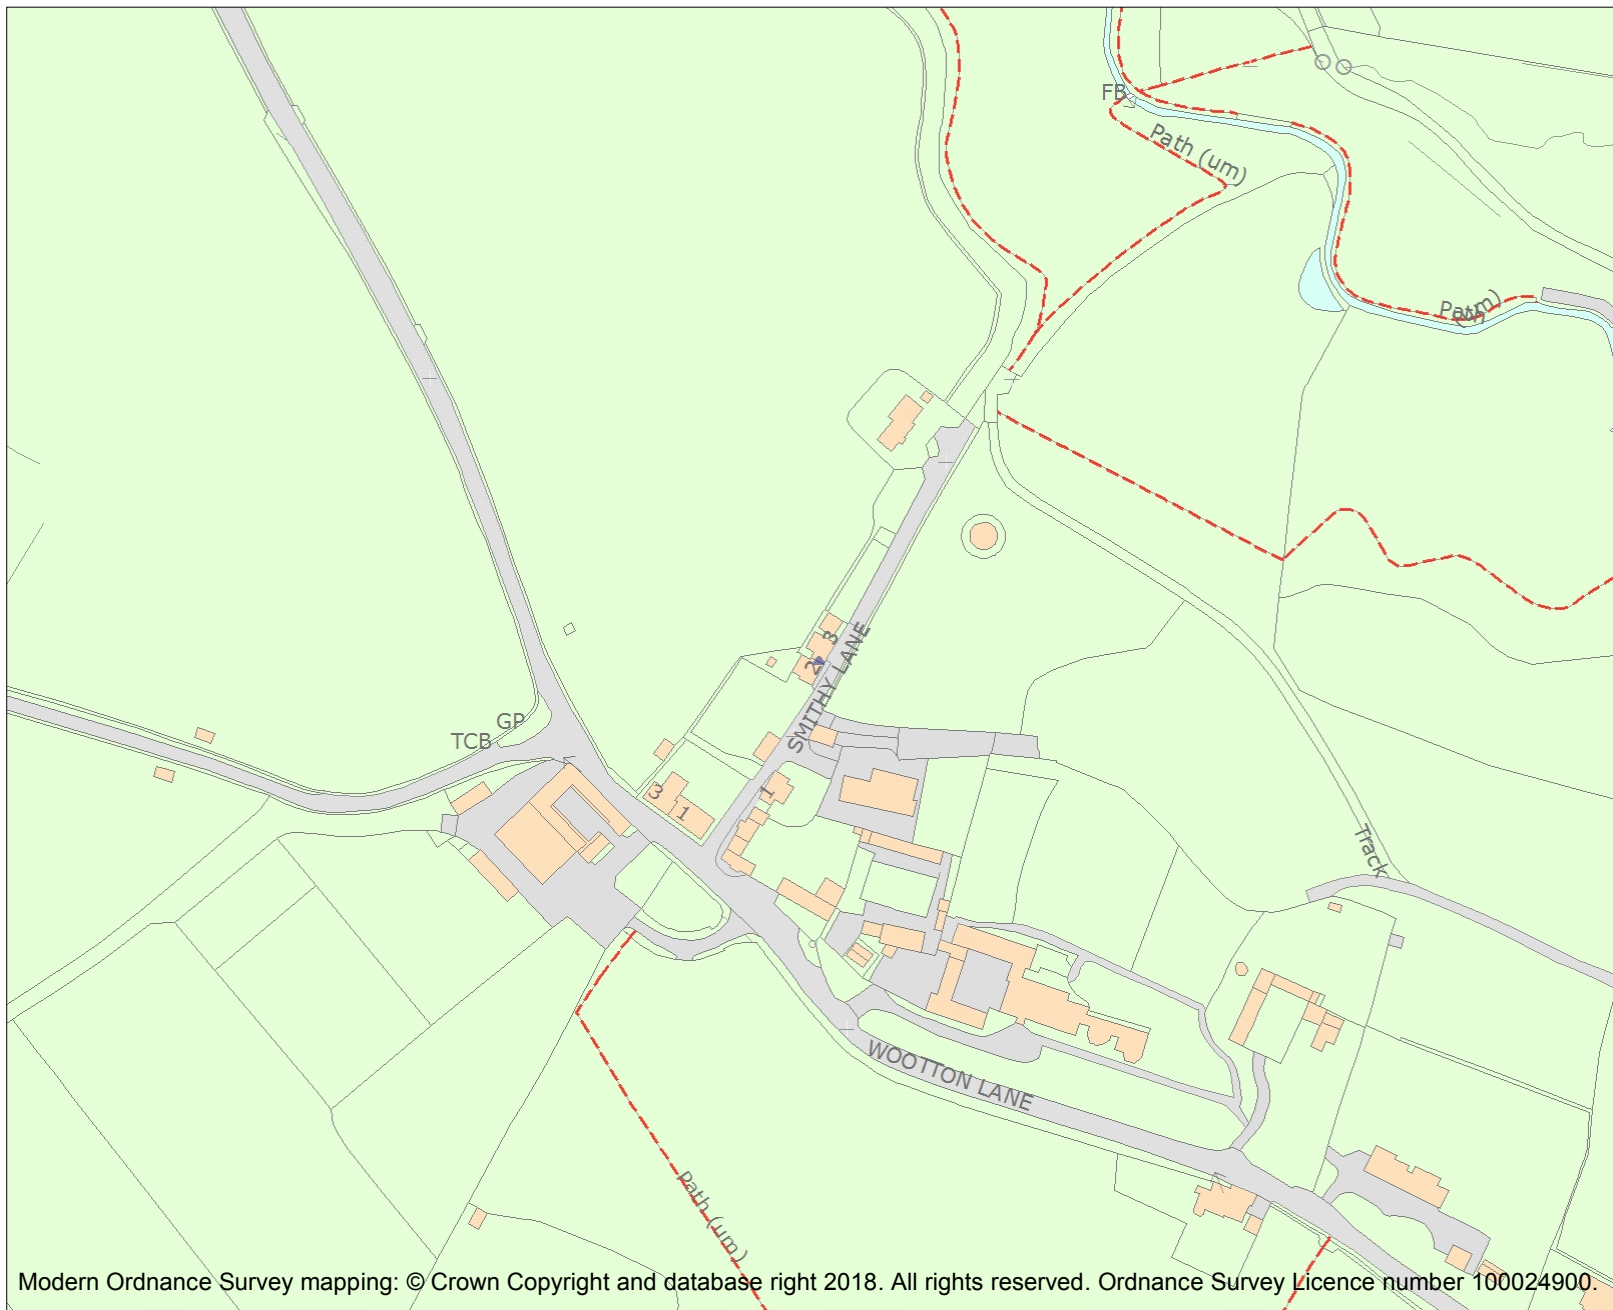 FB
Path (um)
Path
(um)
3
2
SMITHY LANE
GP
TCB
3
1
1
Track
WOOTTON LANE
Path (um)
Modern Ordnance Survey mapping: © Crown Copyright and database right 2018. All rights reserved. Ordnance Survey Licence number 100024900.